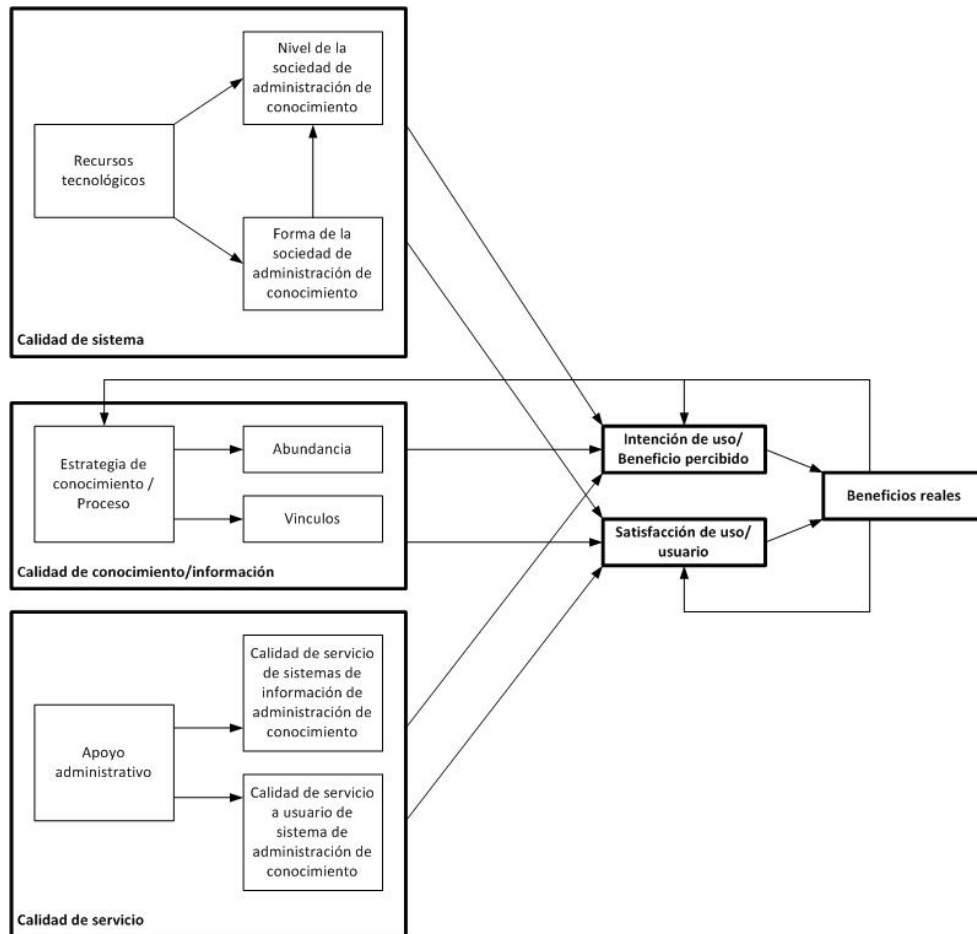 Nivel de la
sociedad de
administración de
conocimiento
Recursos
tecnológicos
Forma de la
sociedad de
administración de
conocimiento
Calidad de sistema
Estrategia de
conocimiento /
Proceso
Abundancia
Vinculos
Calidad de conocimiento/información
Intención de uso/
Beneficio percibido
Satisfacción de uso/
usuario
Beneficios reales
Calidad de servicio
de sistemas de
información de
administración de
conocimiento
Apoyo
administrativo
Calidad de servicio
a usuario de
sistema de
administración de
conocimiento
Calidad de servicio